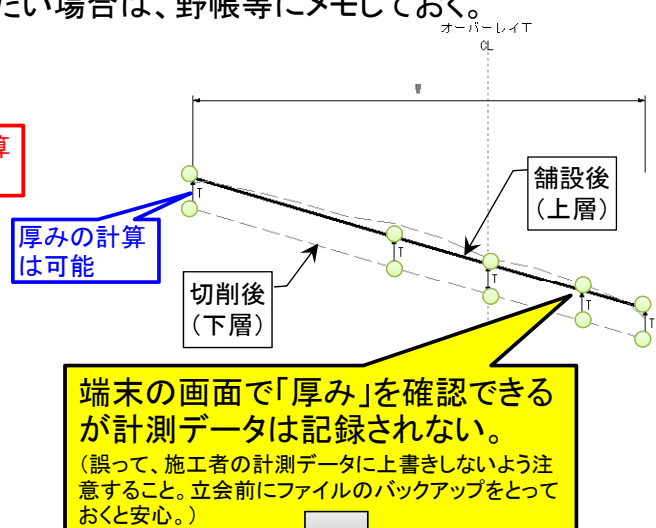 たい場合は、野帳等にメモしておく。
オーバーレイT
CL
W
算
T
厚みの計算
は可能
舗設後
(上層)
T
T
T
T
切削後
(下層)
端末の画面で「厚み」を確認できる
が計測データは記録されない。
(誤って、施工者の計測データに上書きしないよう注
意すること。立会前にファイルのバックアップをとって
おくと安心。)